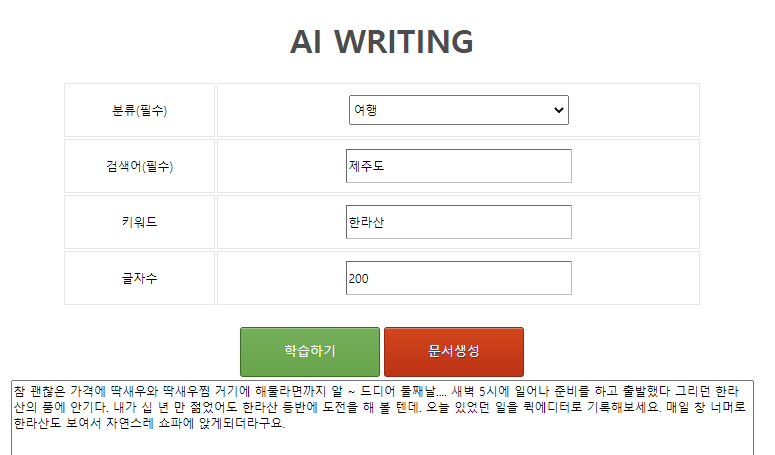 AI WRITING
분류(필수)
여행
검색어(필수)
제주도
키워드
한라산
글자수
200
학습하기
문서생성
참 괜찮은 가격에 딱새우와 딱새우찜 거기에 해물라면까지 알 ~ 드디어 둘째날.... 새벽 5시에 일어나 준비를 하고 출발했다 그리던 한라
산의 품에 안기다. 내가 십 년 만 젊었어도 한라산 등반에 도전을 해 볼 텐데. 오늘 있었던 일을 퀵에디터로 기록해보세요. 매일 창 너머로
한라산도 보여서 자연스레 쇼파에 앉게되더라구요.